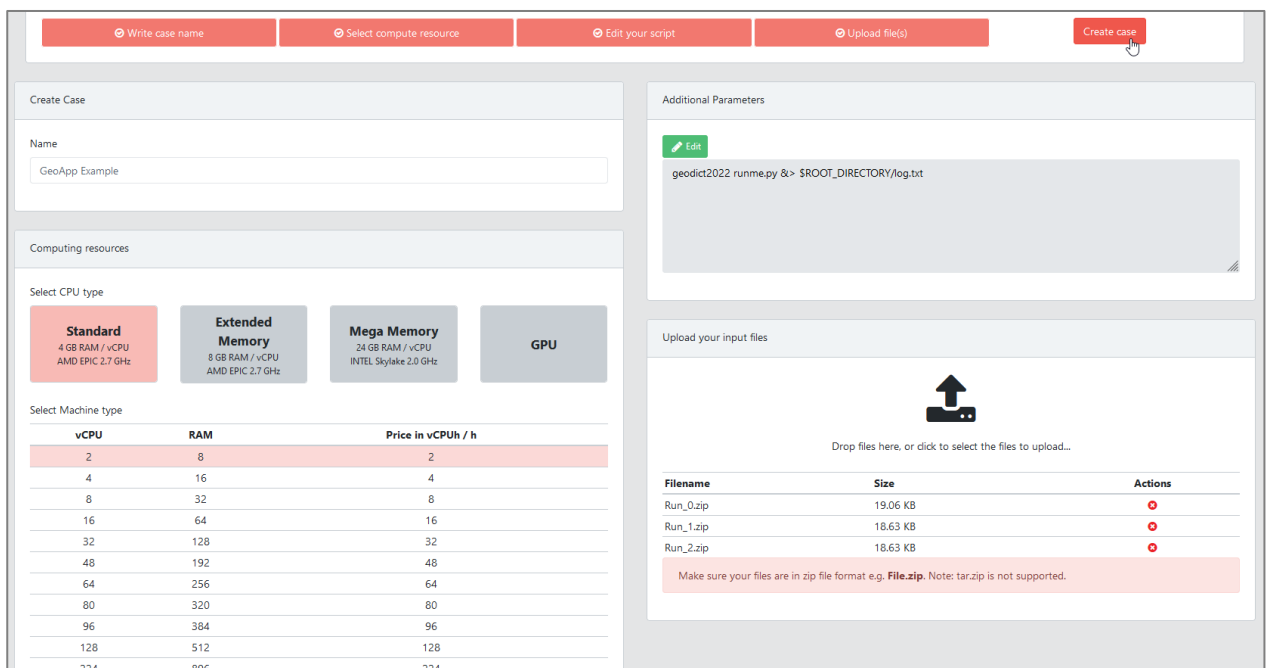 Write case name
Select compute resource
Edit your script
Upload file(s)
Create case
Create Case
Name
GeoApp Example
Computing resources
Select CPU type
Standard
4 GB RAM / vCPU
AMD EPIC 2.7 GHz
Extended
Memory
8 GB RAM / vCPU
AMD EPIC 2.7 GHz
Mega Memory
24 GB RAM / vCPU
INTEL Skylake 2.0 GHz
GPU
Select Machine type
vCPU RAM Price in vCPUh / h
2 8 2
4 16 4
8 32 8
16 64 16
32 128 32
48 192 48
64 256 64
80 320 80
96 384 96
128 512 128
224 896 224
Additional Parameters
Edit
geodict2022 runme.py &> $ROOT_DIRECTORY/log.txt
Upload your input files
Drop files here, or click to select the files to upload...
Filename Size Actions
Run_0.zip 19.06 KB
Run_1.zip 18.63 KB
Run_2.zip 18.63 KB
Make sure your files are in zip file format e.g. File.zip. Note: tar.zip is not supported.